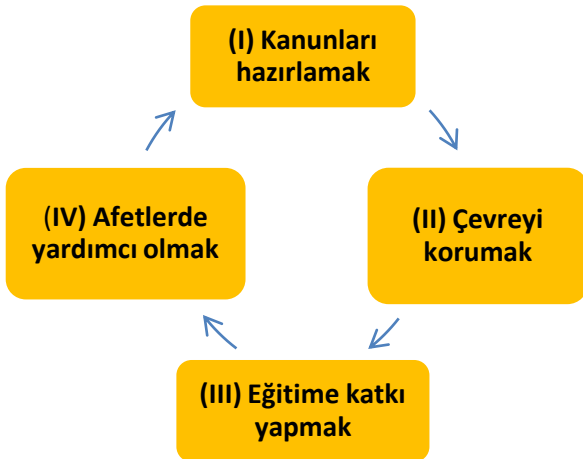 (I) Kanunları
hazırlamak
(II) Çevreyi
korumak
(III) Eğitime katkı
yapmak
(IV) Afetlerde
yardımcı olmak